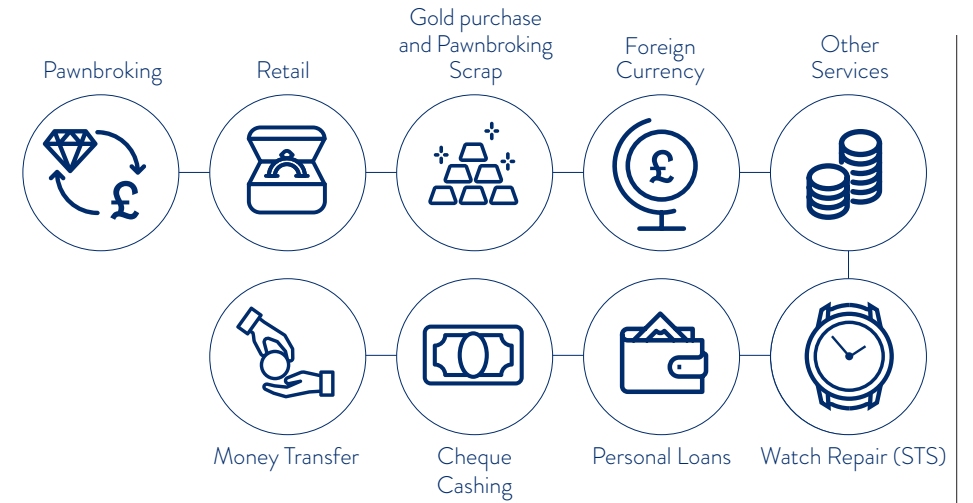 Pawnbroking
Retail
Gold purchase
and Pawnbroking
Scrap
Foreign
Currency
Other
Services
£
£
Money Transfer
Cheque
Cashing
Personal Loans
Watch Repair (STS)